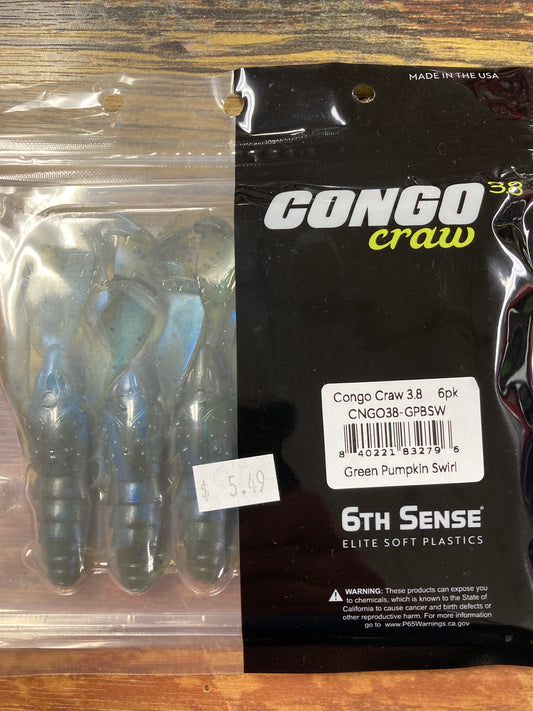 MADE IN THE USA
CONGO 38
craw
Congo Craw 3.8 6pk
CNGO38-GPBSW
8 40221 83279 6
Green Pumpkin Swirl
$ 5.49
6TH SENSE®
ELITE SOFT PLASTICS
WARNING: These products can expose you
to chemicals, which is known to the State of
California to cause cancer and birth defects or
other reproductive harm. For more information
go to www.P65Warnings.ca.gov